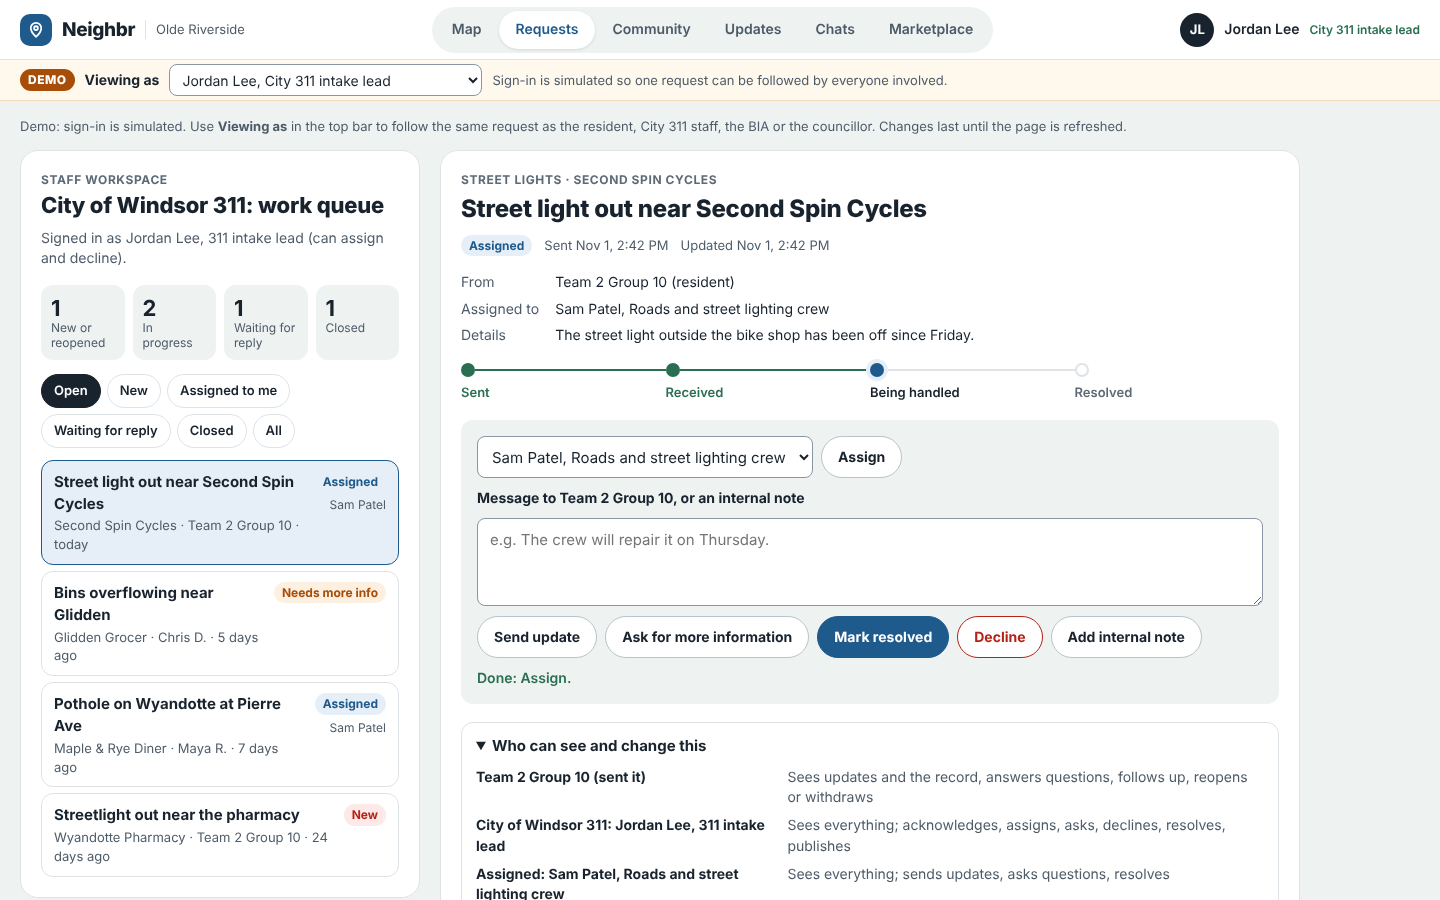 Neighbr
Olde Riverside
Map
Requests
Community
Updates
Chats
Marketplace
JL
Jordan Lee
City 311 intake lead
DEMO
Viewing as
Jordan Lee, City 311 intake lead
Sign-in is simulated so one request can be followed by everyone involved.
Demo: sign-in is simulated. Use Viewing as in the top bar to follow the same request as the resident, City 311 staff, the BIA or the councillor. Changes last until the page is refreshed.
STAFF WORKSPACE
City of Windsor 311: work queue
Signed in as Jordan Lee, 311 intake lead (can assign
and decline).
1
New or
reopened
2
In
progress
1
Waiting for
reply
1
Closed
Open
New
Assigned to me
Waiting for reply
Closed
All
Street light out near Second Spin
Cycles
Assigned
Sam Patel
Second Spin Cycles · Team 2 Group 10 ·
today
Bins overflowing near
Glidden
Needs more info
Glidden Grocer · Chris D. · 5 days
ago
Pothole on Wyandotte at Pierre
Ave
Assigned
Sam Patel
Maple & Rye Diner · Maya R. · 7 days
ago
Streetlight out near the pharmacy
New
Wyandotte Pharmacy · Team 2 Group 10 · 24
days ago
STREET LIGHTS · SECOND SPIN CYCLES
Street light out near Second Spin Cycles
Assigned
Sent Nov 1, 2:42 PM
Updated Nov 1, 2:42 PM
From
Team 2 Group 10 (resident)
Assigned to
Sam Patel, Roads and street lighting crew
Details
The street light outside the bike shop has been off since Friday.
Sent
Received
Being handled
Resolved
Sam Patel, Roads and street lighting crew
Assign
Message to Team 2 Group 10, or an internal note
e.g. The crew will repair it on Thursday.
Send update
Ask for more information
Mark resolved
Decline
Add internal note
Done: Assign.
▼ Who can see and change this
Team 2 Group 10 (sent it)
Sees updates and the record, answers questions, follows up, reopens
or withdraws
City of Windsor 311: Jordan Lee, 311 intake
lead
Sees everything; acknowledges, assigns, asks, declines, resolves,
publishes
Assigned: Sam Patel, Roads and street
lighting crew
Sees everything; sends updates, asks questions, resolves